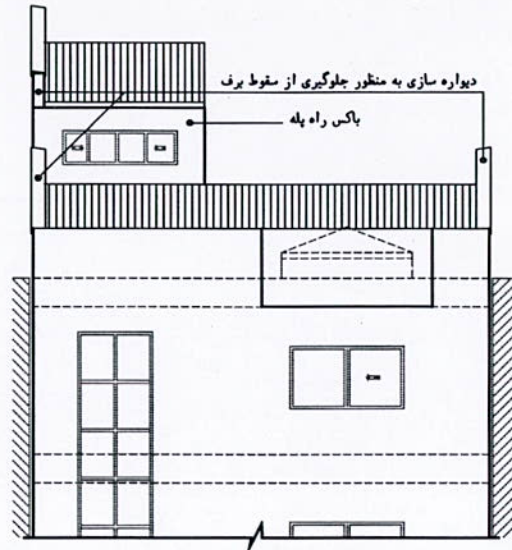 دیواره سازی به منظور جلوگیری از سقوط برف
باکس راه پله